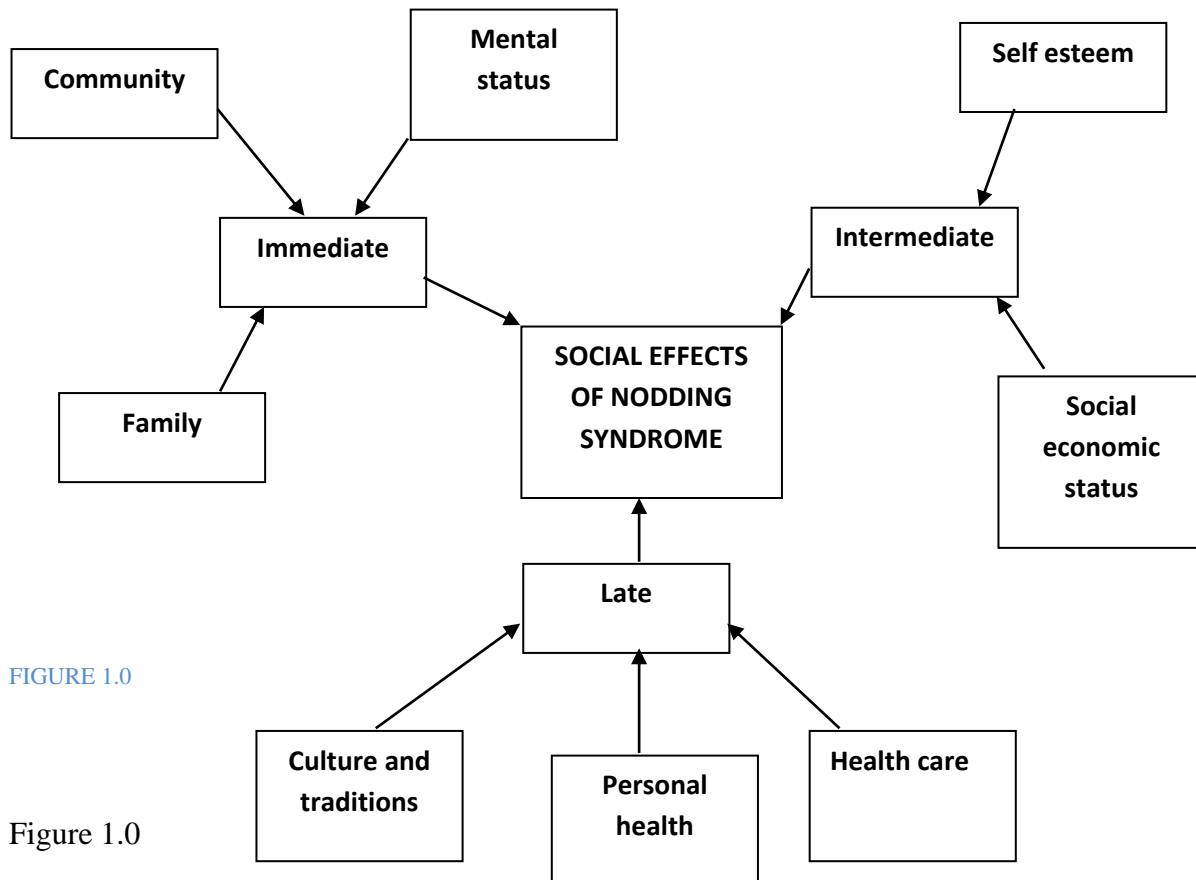 Community
Mental
status
Self esteem
Immediate
Intermediate
Family
SOCIAL EFFECTS
OF NODDING
SYNDROME
Social
economic
status
Late
FIGURE 1.0
Culture and
traditions
Personal
health
Health care
Figure 1.0